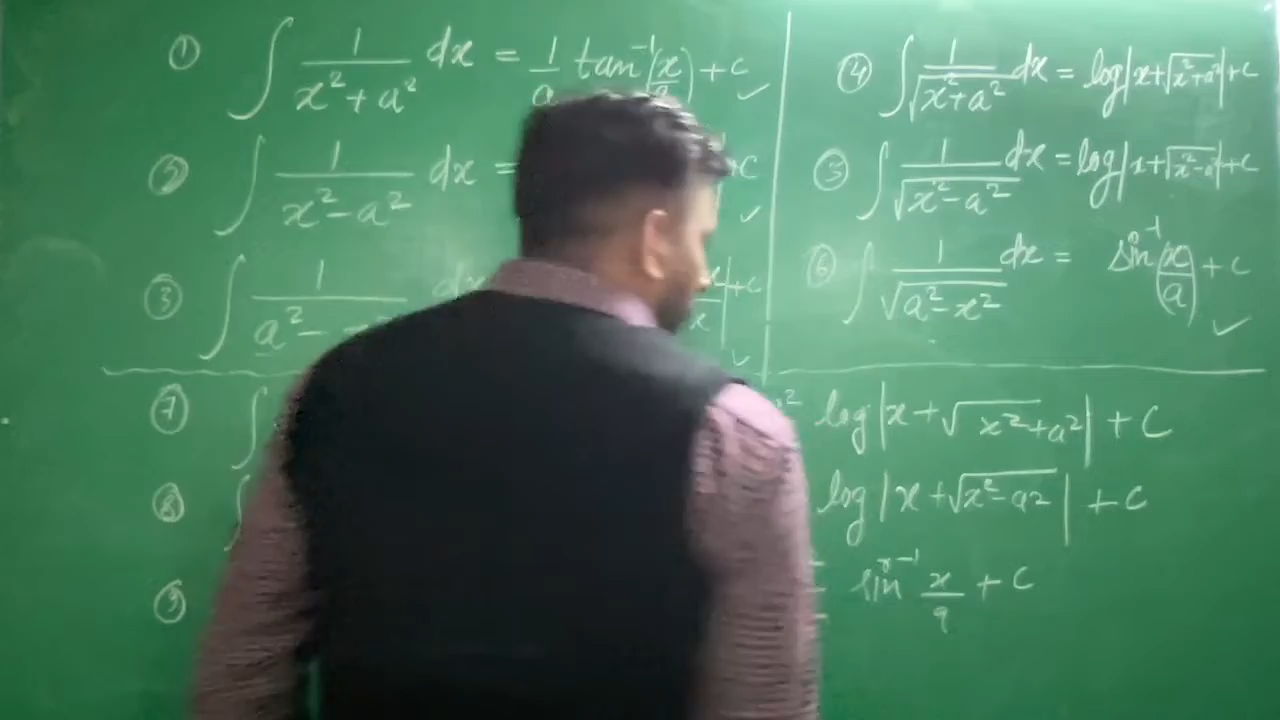 ① ∫ 1/(x² + a²) dx = 1/a tan⁻¹(x/a) + C ✓
② ∫ 1/(x² - a²) dx = + C ✓
③ ∫ 1/(a² - x | + C ✓
④ ∫ 1/√(x² + a²) dx = log|x + √(x² + a²)| + C
⑤ ∫ 1/√(x² - a²) dx = log|x + √(x² - a²)| + C
⑥ ∫ 1/√(a² - x²) dx = sin⁻¹(x/a) + C ✓
⑦ ∫ log|x + √(x² + a²)| + C
⑧ ∫ log|x + √(x² - a²)| + C
⑨ sin⁻¹ x/a + C